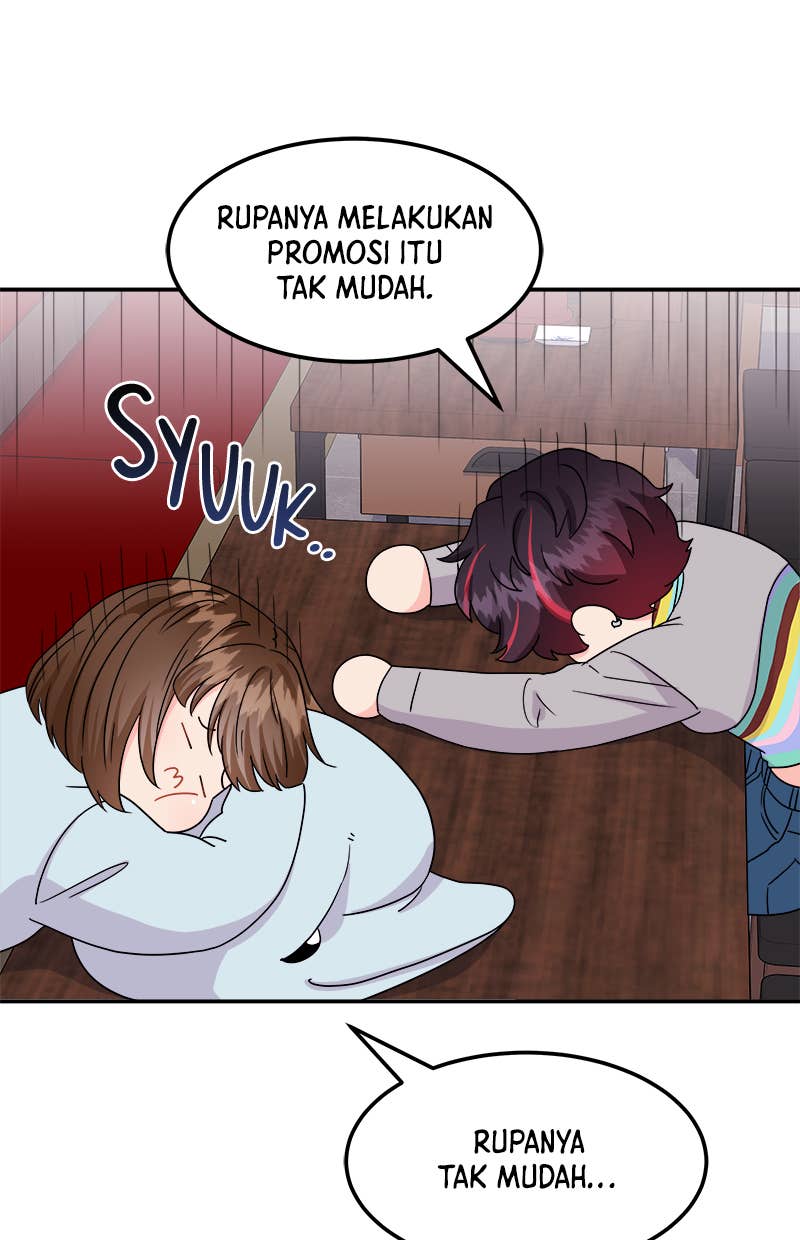 RUPANYA MELAKUKAN
PROMOSI ITU
TAK MUDAH.
SYUUK..
RUPANYA
TAK MUDAH...